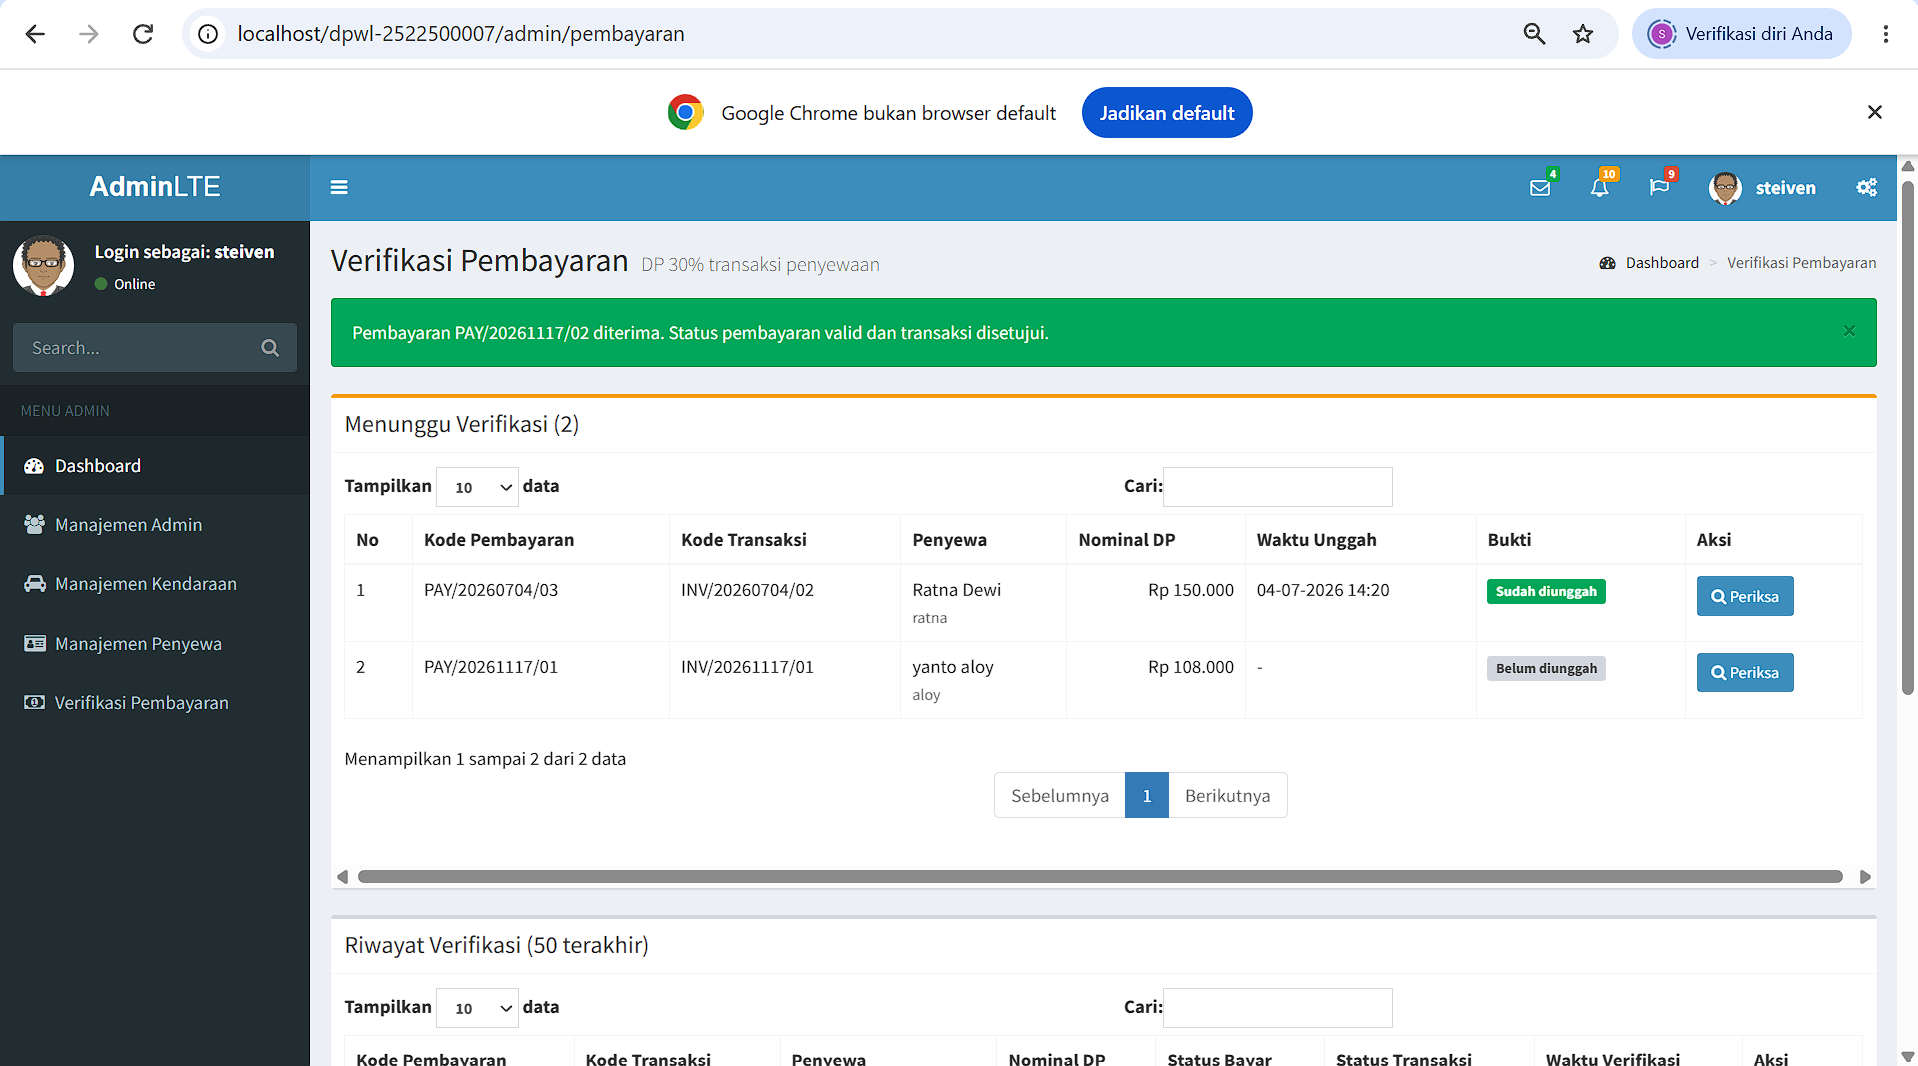 localhost/dpwl-2522500007/admin/pembayaran
S Verifikasi diri Anda
Google Chrome bukan browser default Jadikan default
AdminLTE
4 10 9 steiven
Login sebagai: steiven
Online
Search...
MENU ADMIN
Dashboard
Manajemen Admin
Manajemen Kendaraan
Manajemen Penyewa
Verifikasi Pembayaran
Verifikasi Pembayaran DP 30% transaksi penyewaan
Dashboard > Verifikasi Pembayaran
Pembayaran PAY/20261117/02 diterima. Status pembayaran valid dan transaksi disetujui. ×
Menunggu Verifikasi (2)
Tampilkan 10 data Cari:
No Kode Pembayaran Kode Transaksi Penyewa Nominal DP Waktu Unggah Bukti Aksi
1 PAY/20260704/03 INV/20260704/02 Ratna Dewi Rp 150.000 04-07-2026 14:20 Sudah diunggah Periksa
ratna
2 PAY/20261117/01 INV/20261117/01 yanto aloy Rp 108.000 - Belum diunggah Periksa
aloy
Menampilkan 1 sampai 2 dari 2 data
Sebelumnya 1 Berikutnya
Riwayat Verifikasi (50 terakhir)
Tampilkan 10 data Cari:
Kode Pembayaran Kode Transaksi Penyewa Nominal DP Status Bayar Status Transaksi Waktu Verifikasi Aksi